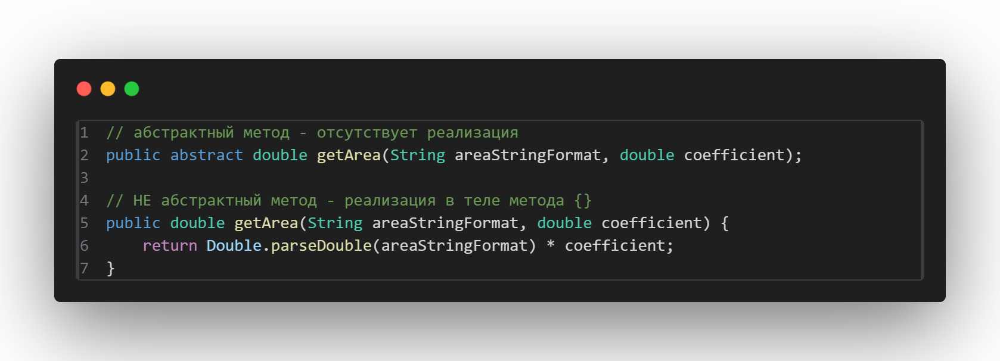 1 // абстрактный метод - отсутствует реализация
2 public abstract double getArea(String areaStringFormat, double coefficient);
3
4 // НЕ абстрактный метод - реализация в теле метода {}
5 public double getArea(String areaStringFormat, double coefficient) {
6     return Double.parseDouble(areaStringFormat) * coefficient;
7 }